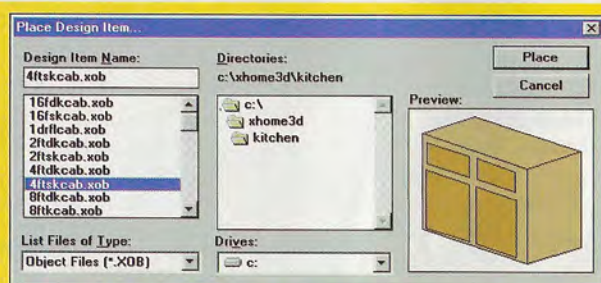 Place Design Item...
Design Item Name:
4ftskcab.xob
16fdkcab.xob
16fskcab.xob
1drflcab.xob
2ftdkcab.xob
2ftskcab.xob
4ftdkcab.xob
4ftskcab.xob
8ftdkcab.xob
8ftkcab.xob
List Files of Type:
Object Files (*.XOB)
Directories:
c:\xhome3d\kitchen
c:\
xhome3d
kitchen
Drives:
c:
Place
Cancel
Preview: